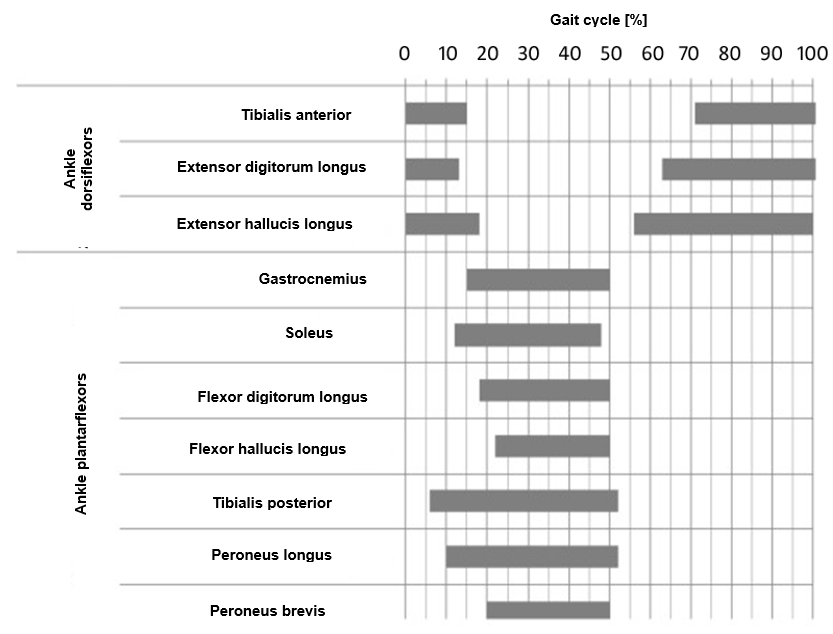 Gait cycle [%]
0 10 20 30 40 50 60 70 80 90 100
Ankle
dorsiflexors
Tibialis anterior
Extensor digitorum longus
Extensor hallucis longus
Ankle plantarflexors
Gastrocnemius
Soleus
Flexor digitorum longus
Flexor hallucis longus
Tibialis posterior
Peroneus longus
Peroneus brevis